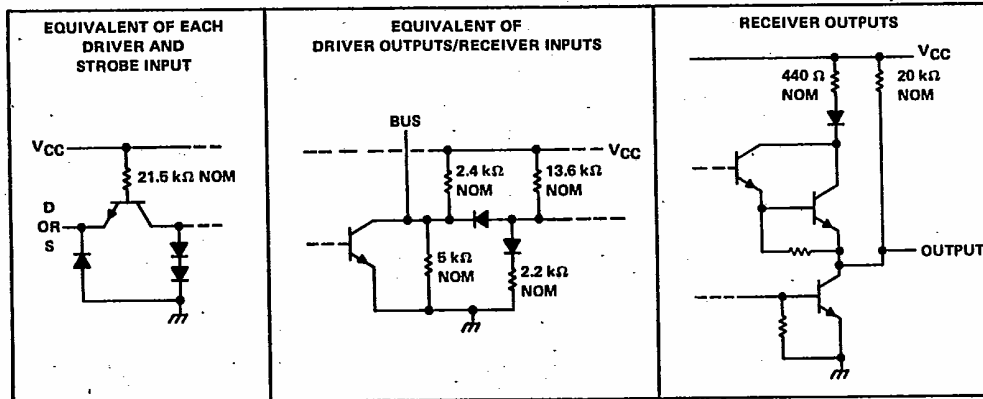 EQUIVALENT OF EACH
DRIVER AND
STROBE INPUT
VCC
21.5 kΩ NOM
D
OR
S
EQUIVALENT OF
DRIVER OUTPUTS/RECEIVER INPUTS
BUS
VCC
2.4 kΩ
NOM
13.6 kΩ
NOM
5 kΩ
NOM
2.2 kΩ
NOM
RECEIVER OUTPUTS
VCC
440 Ω
NOM
20 kΩ
NOM
OUTPUT